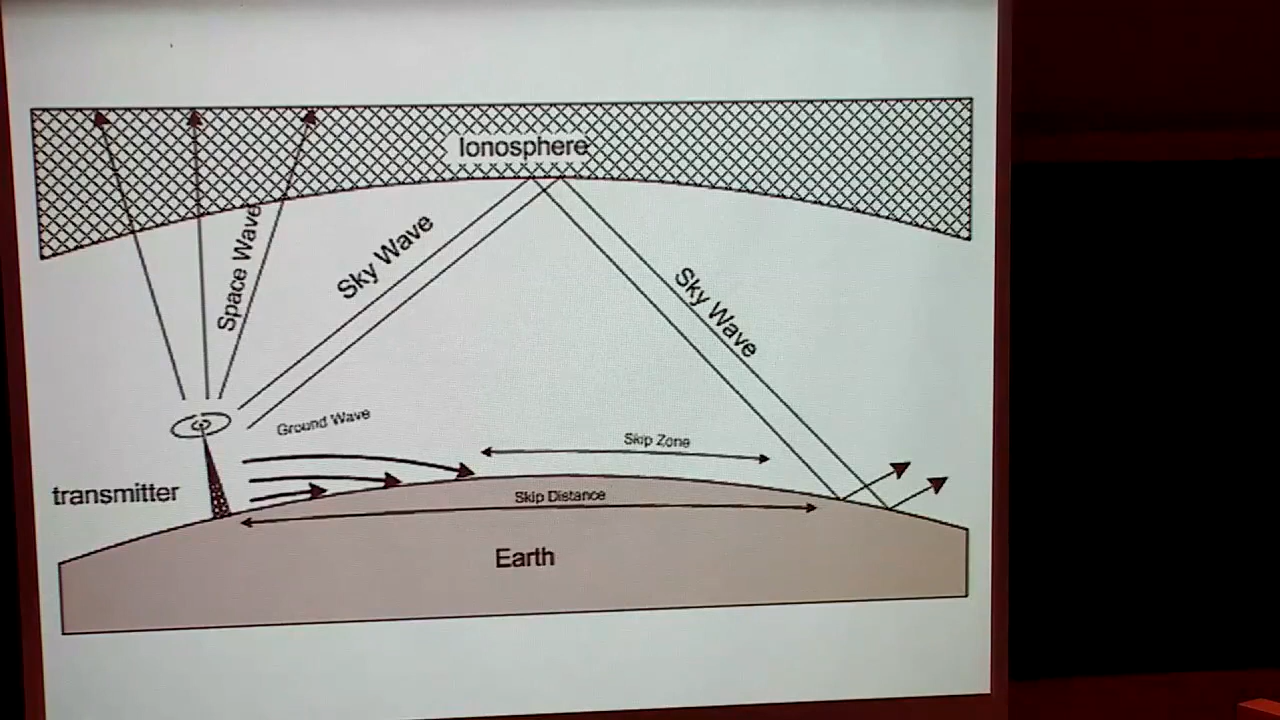 Ionosphere
Space Wave
Sky Wave
Sky Wave
Ground Wave
Skip Zone
transmitter
Skip Distance
Earth